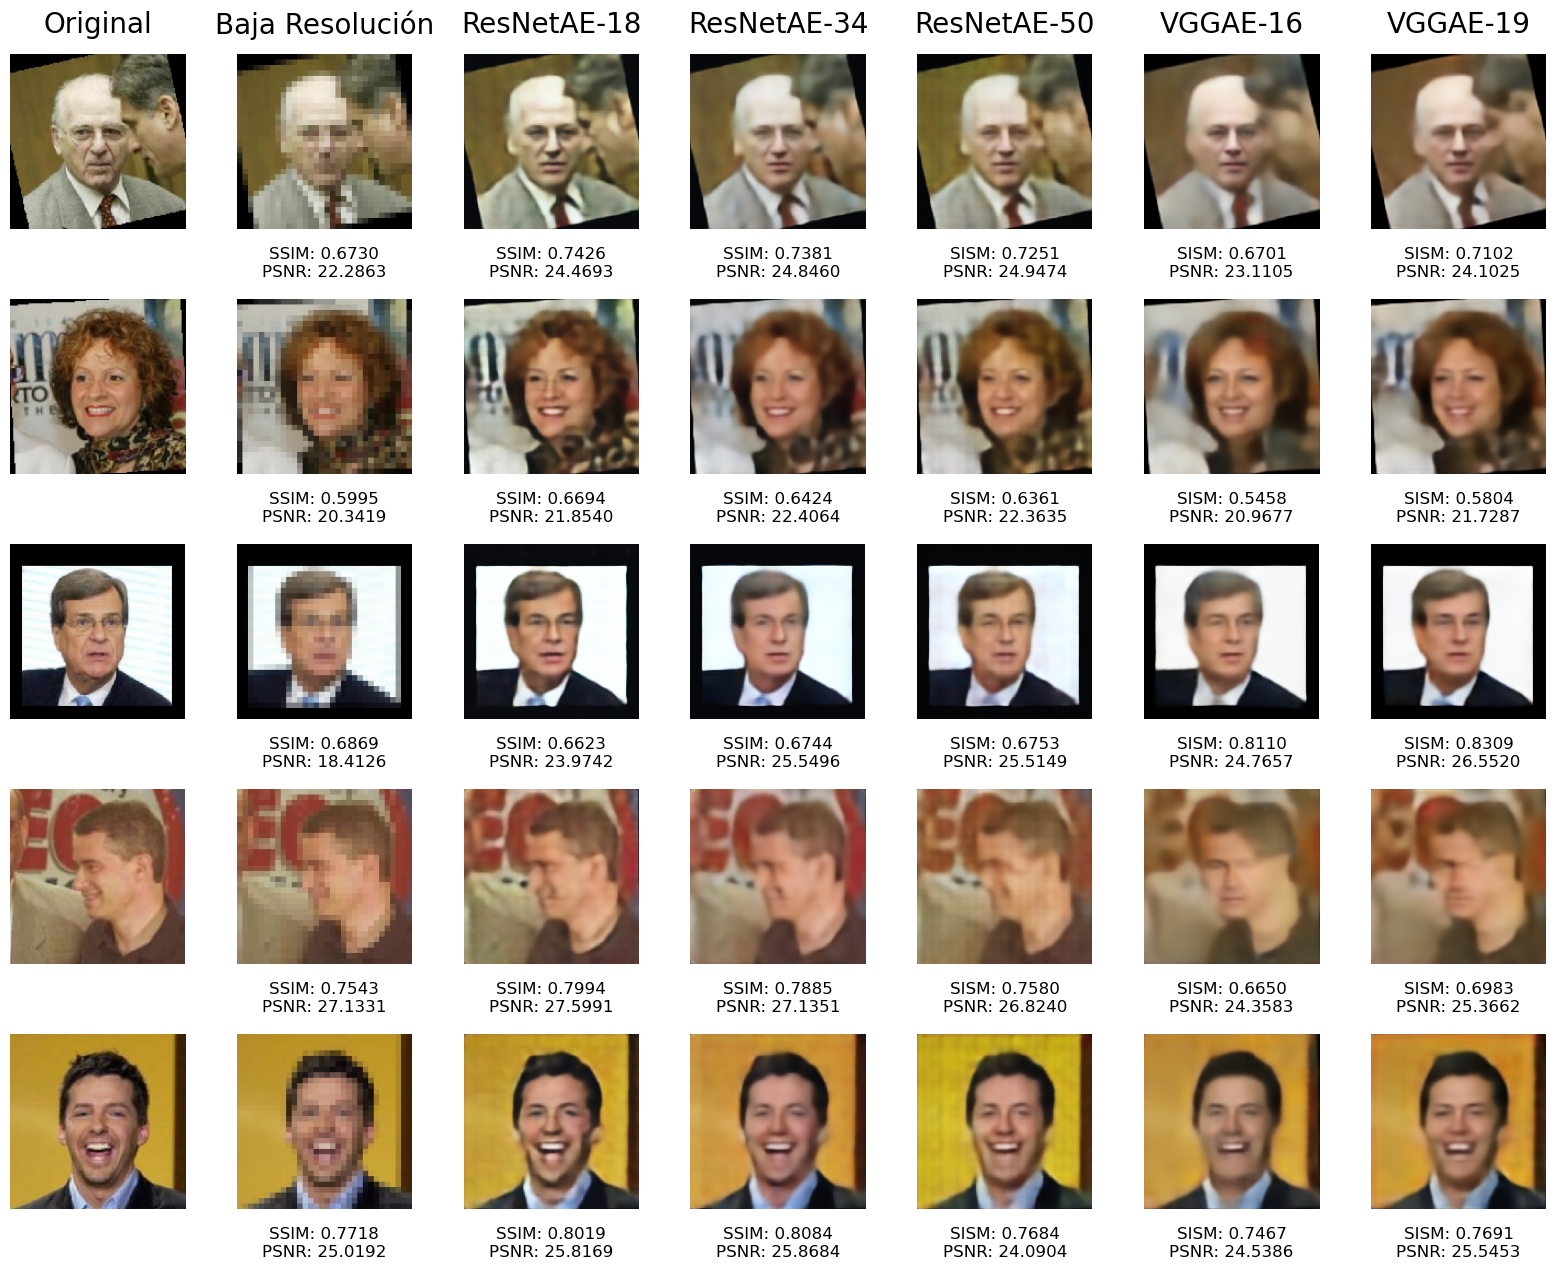 Original Baja Resolución ResNetAE-18 ResNetAE-34 ResNetAE-50 VGGAE-16 VGGAE-19
SSIM: 0.6730 SSIM: 0.7426 SSIM: 0.7381 SISM: 0.7251 SISM: 0.6701 SISM: 0.7102
PSNR: 22.2863 PSNR: 24.4693 PSNR: 24.8460 PSNR: 24.9474 PSNR: 23.1105 PSNR: 24.1025
RTO
THE
SSIM: 0.5995 SSIM: 0.6694 SSIM: 0.6424 SISM: 0.6361 SISM: 0.5458 SISM: 0.5804
PSNR: 20.3419 PSNR: 21.8540 PSNR: 22.4064 PSNR: 22.3635 PSNR: 20.9677 PSNR: 21.7287
SSIM: 0.6869 SSIM: 0.6623 SSIM: 0.6744 SISM: 0.6753 SISM: 0.8110 SISM: 0.8309
PSNR: 18.4126 PSNR: 23.9742 PSNR: 25.5496 PSNR: 25.5149 PSNR: 24.7657 PSNR: 26.5520
SSIM: 0.7543 SSIM: 0.7994 SSIM: 0.7885 SISM: 0.7580 SISM: 0.6650 SISM: 0.6983
PSNR: 27.1331 PSNR: 27.5991 PSNR: 27.1351 PSNR: 26.8240 PSNR: 24.3583 PSNR: 25.3662
SSIM: 0.7718 SSIM: 0.8019 SSIM: 0.8084 SISM: 0.7684 SISM: 0.7467 SISM: 0.7691
PSNR: 25.0192 PSNR: 25.8169 PSNR: 25.8684 PSNR: 24.0904 PSNR: 24.5386 PSNR: 25.5453